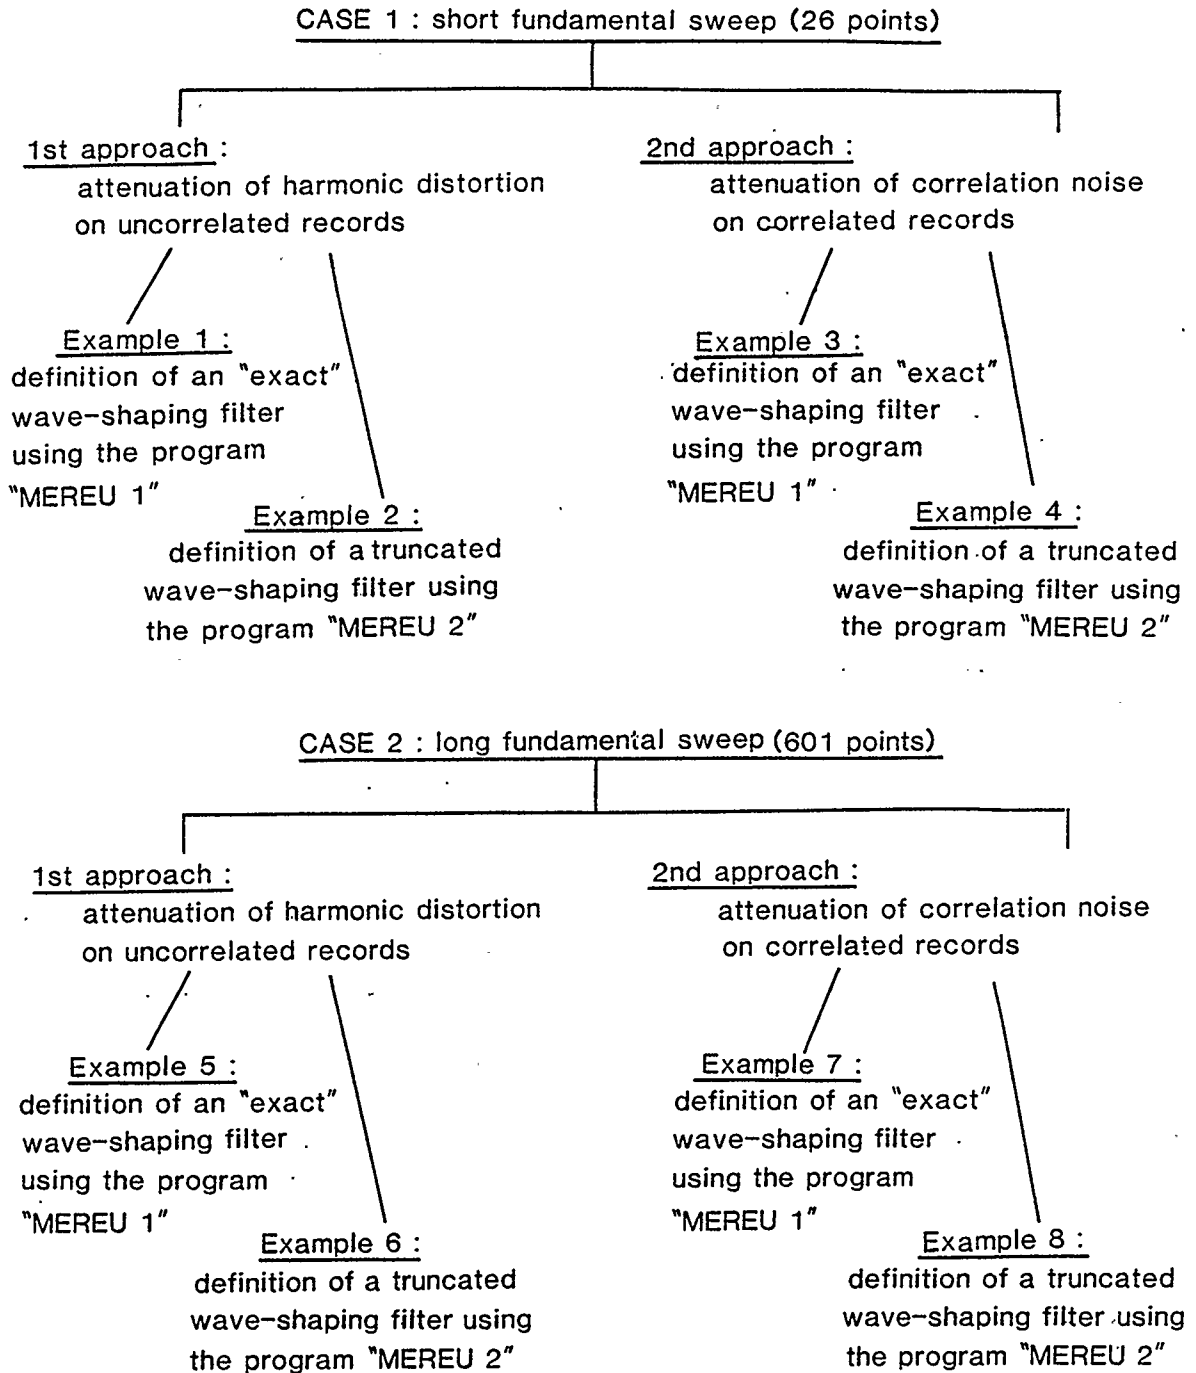 CASE 1 : short fundamental sweep (26 points)
1st approach :
attenuation of harmonic distortion
on uncorrelated records
2nd approach :
attenuation of correlation noise
on correlated records
Example 1 :
definition of an "exact"
wave-shaping filter
using the program
"MEREU 1"
Example 2 :
definition of a truncated
wave-shaping filter using
the program "MEREU 2"
Example 3 :
definition of an "exact"
wave-shaping filter
using the program
"MEREU 1"
Example 4 :
definition of a truncated
wave-shaping filter using
the program "MEREU 2"
CASE 2 : long fundamental sweep (601 points)
1st approach :
attenuation of harmonic distortion
on uncorrelated records
2nd approach :
attenuation of correlation noise
on correlated records
Example 5 :
definition of an "exact"
wave-shaping filter
using the program
"MEREU 1"
Example 6 :
definition of a truncated
wave-shaping filter using
the program "MEREU 2"
Example 7 :
definition of an "exact"
wave-shaping filter
using the program
"MEREU 1"
Example 8 :
definition of a truncated
wave-shaping filter using
the program "MEREU 2"